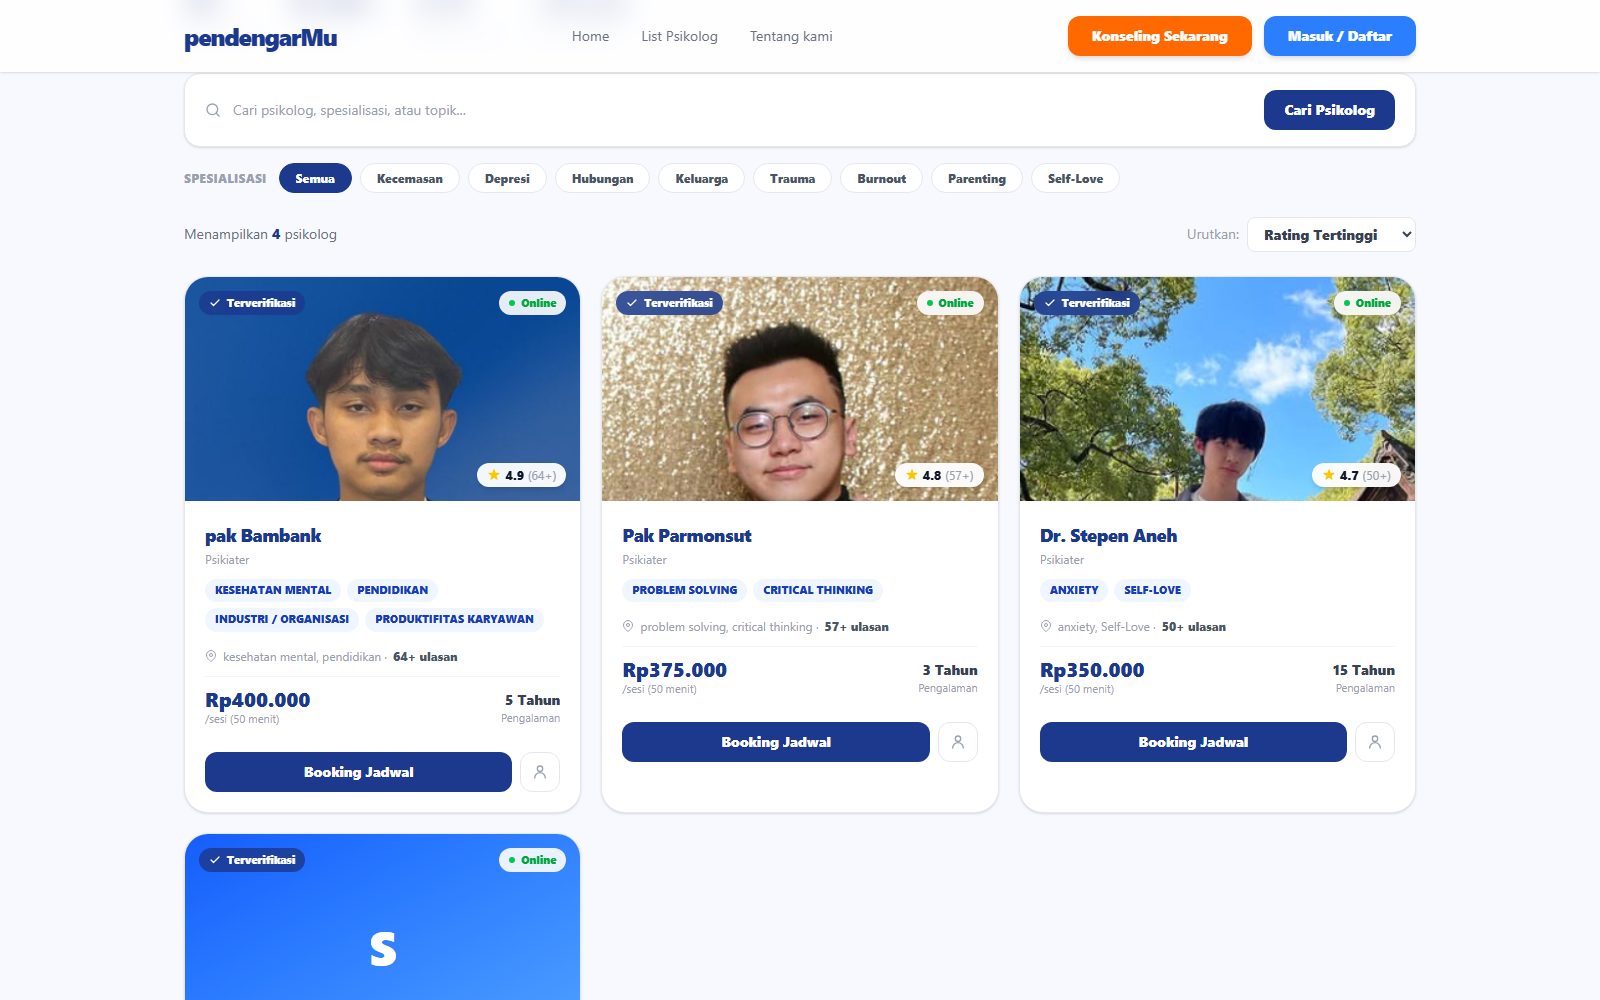 pendengarMu
Home
List Psikolog
Tentang kami
Konseling Sekarang
Masuk / Daftar
Cari psikolog, spesialisasi, atau topik...
Cari Psikolog
SPESIALISASI
Semua
Kecemasan
Depresi
Hubungan
Keluarga
Trauma
Burnout
Parenting
Self-Love
Menampilkan 4 psikolog
Urutkan:
Rating Tertinggi
Terverifikasi
Online
4.9 (64+)
pak Bambank
Psikiater
KESEHATAN MENTAL
PENDIDIKAN
INDUSTRI / ORGANISASI
PRODUKTIFITAS KARYAWAN
kesehatan mental, pendidikan · 64+ ulasan
Rp400.000
/sesi (50 menit)
5 Tahun
Pengalaman
Booking Jadwal
Terverifikasi
Online
4.8 (57+)
Pak Parmonsut
Psikiater
PROBLEM SOLVING
CRITICAL THINKING
problem solving, critical thinking · 57+ ulasan
Rp375.000
/sesi (50 menit)
3 Tahun
Pengalaman
Booking Jadwal
Terverifikasi
Online
4.7 (50+)
Dr. Stepen Aneh
Psikiater
ANXIETY
SELF-LOVE
anxiety, Self-Love · 50+ ulasan
Rp350.000
/sesi (50 menit)
15 Tahun
Pengalaman
Booking Jadwal
Terverifikasi
Online
S